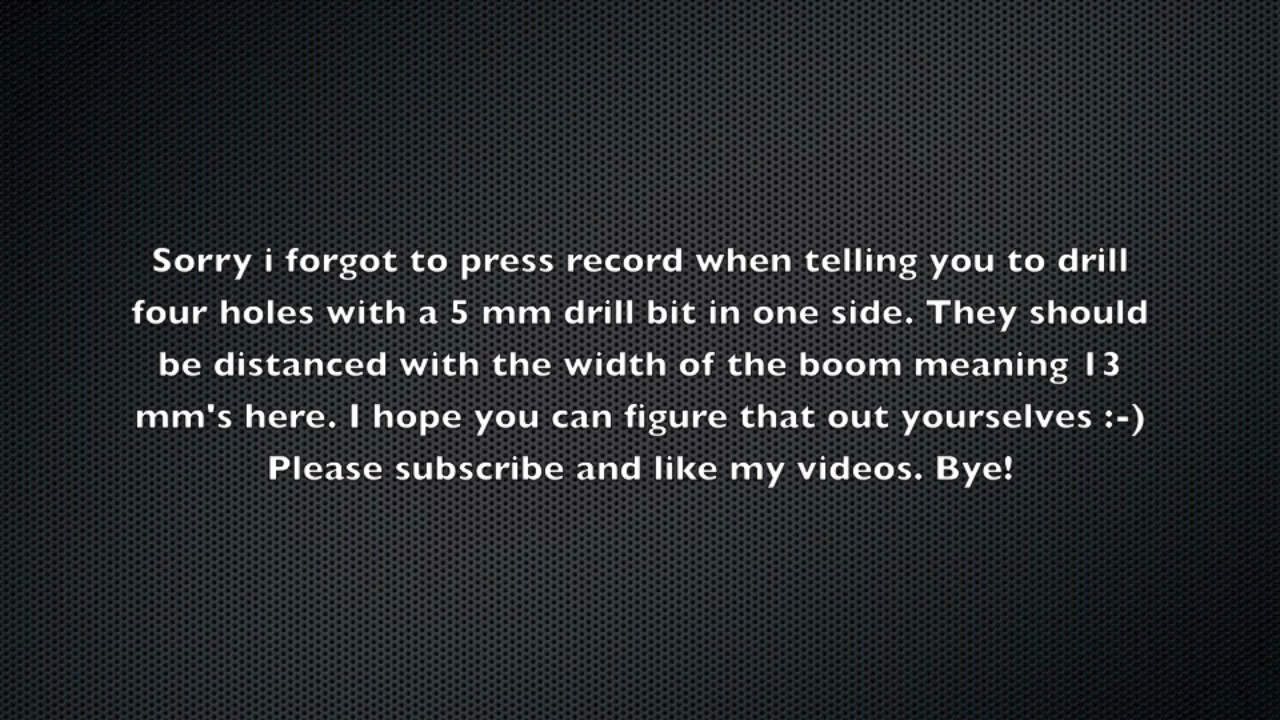 Sorry i forgot to press record when telling you to drill
four holes with a 5 mm drill bit in one side. They should
be distanced with the width of the boom meaning 13
mm's here. I hope you can figure that out yourselves :-)
Please subscribe and like my videos. Bye!